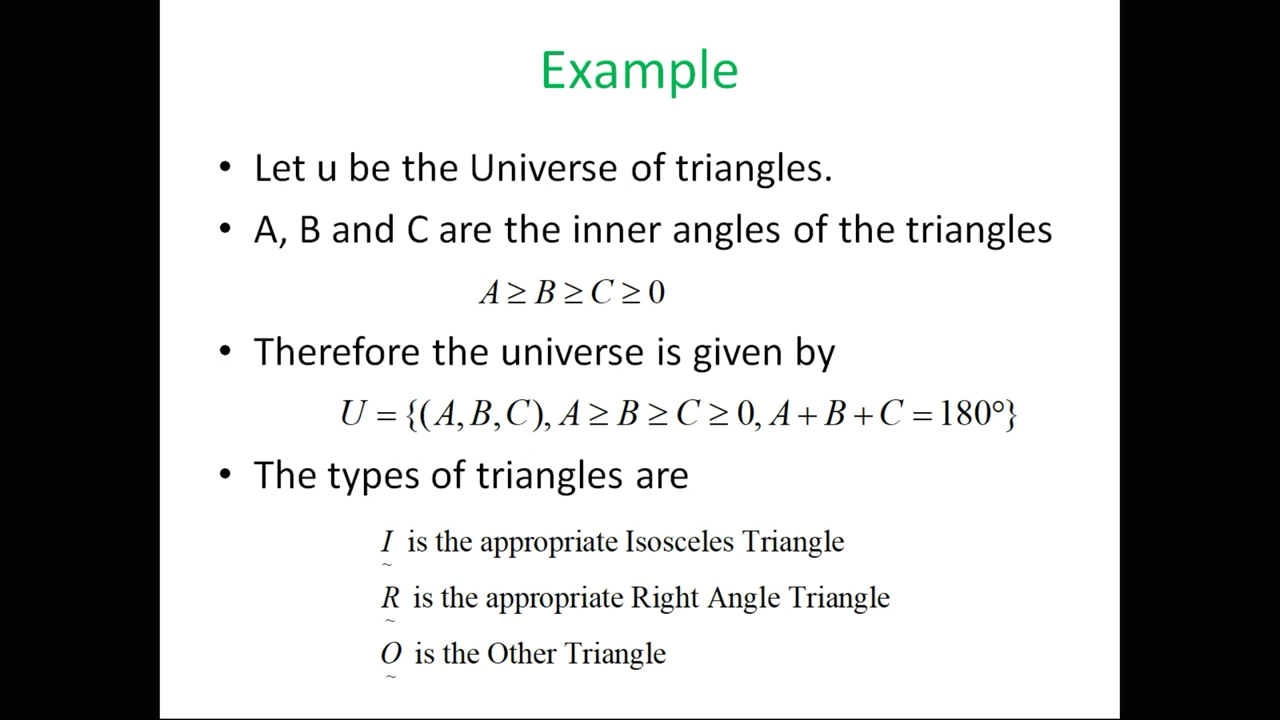 Example
• Let u be the Universe of triangles.
• A, B and C are the inner angles of the triangles
A ≥ B ≥ C ≥ 0
• Therefore the universe is given by
U = {(A, B, C), A ≥ B ≥ C ≥ 0, A + B + C = 180°}
• The types of triangles are
Ḭ is the appropriate Isosceles Triangle
R̰ is the appropriate Right Angle Triangle
O̰ is the Other Triangle